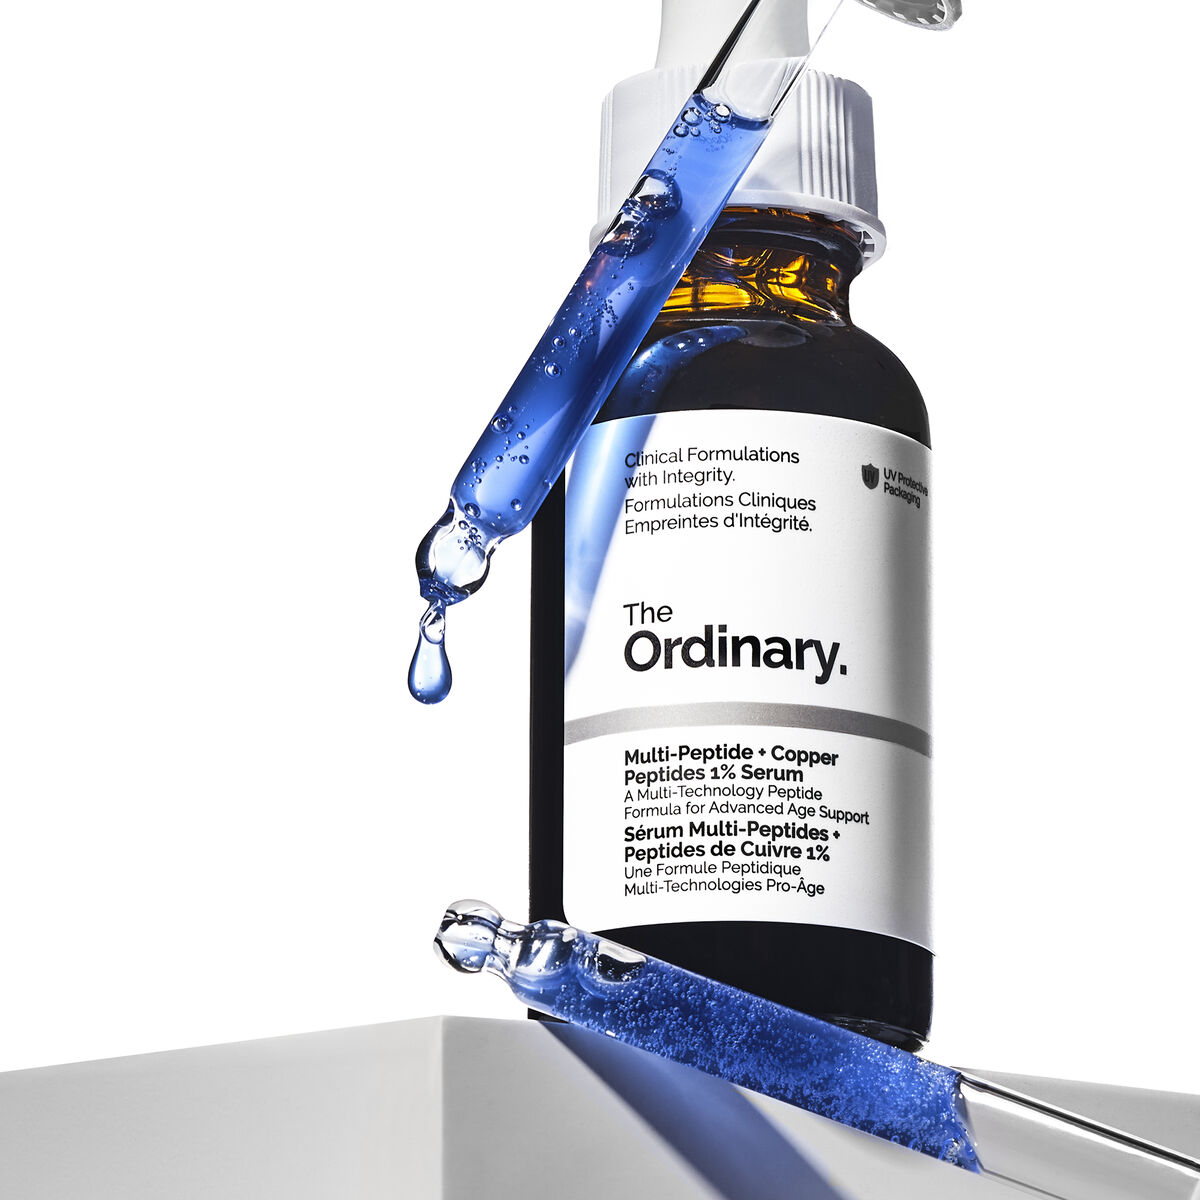 Clinical Formulations
with Integrity.
Formulations Cliniques
Empreintes d'Intégrité.
UV
UV Protective
Packaging
The
Ordinary.
Multi-Peptide + Copper
Peptides 1% Serum
A Multi-Technology Peptide
Formula for Advanced Age Support
Sérum Multi-Peptides +
Peptides de Cuivre 1%
Une Formule Peptidique
Multi-Technologies Pro-Âge